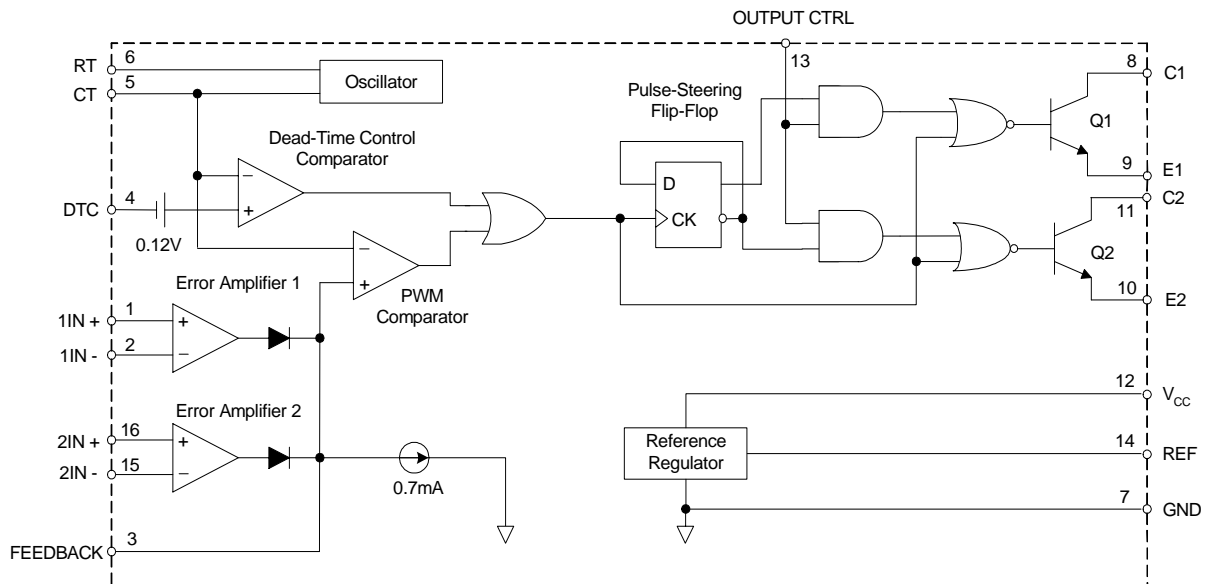 OUTPUT CTRL
13
RT
6
CT
5
Oscillator
Pulse-Steering
Flip-Flop
8
C1
Q1
9
E1
Dead-Time Control
Comparator
DTC
4
0.12V
D
CK
C2
11
Q2
10
E2
PWM
Comparator
Error Amplifier 1
1IN +
1
1IN -
2
Error Amplifier 2
2IN +
16
2IN -
15
0.7mA
FEEDBACK
3
Reference
Regulator
12
VCC
14
REF
7
GND
+
−
+
−
+
−
+
−